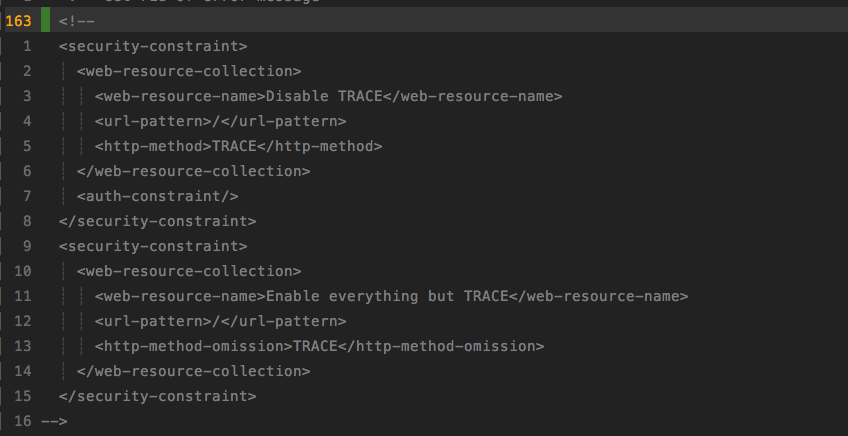 163 <!--
1 <security-constraint>
2 <web-resource-collection>
3 <web-resource-name>Disable TRACE</web-resource-name>
4 <url-pattern>/</url-pattern>
5 <http-method>TRACE</http-method>
6 </web-resource-collection>
7 <auth-constraint/>
8 </security-constraint>
9 <security-constraint>
10 <web-resource-collection>
11 <web-resource-name>Enable everything but TRACE</web-resource-name>
12 <url-pattern>/</url-pattern>
13 <http-method-omission>TRACE</http-method-omission>
14 </web-resource-collection>
15 </security-constraint>
16 -->